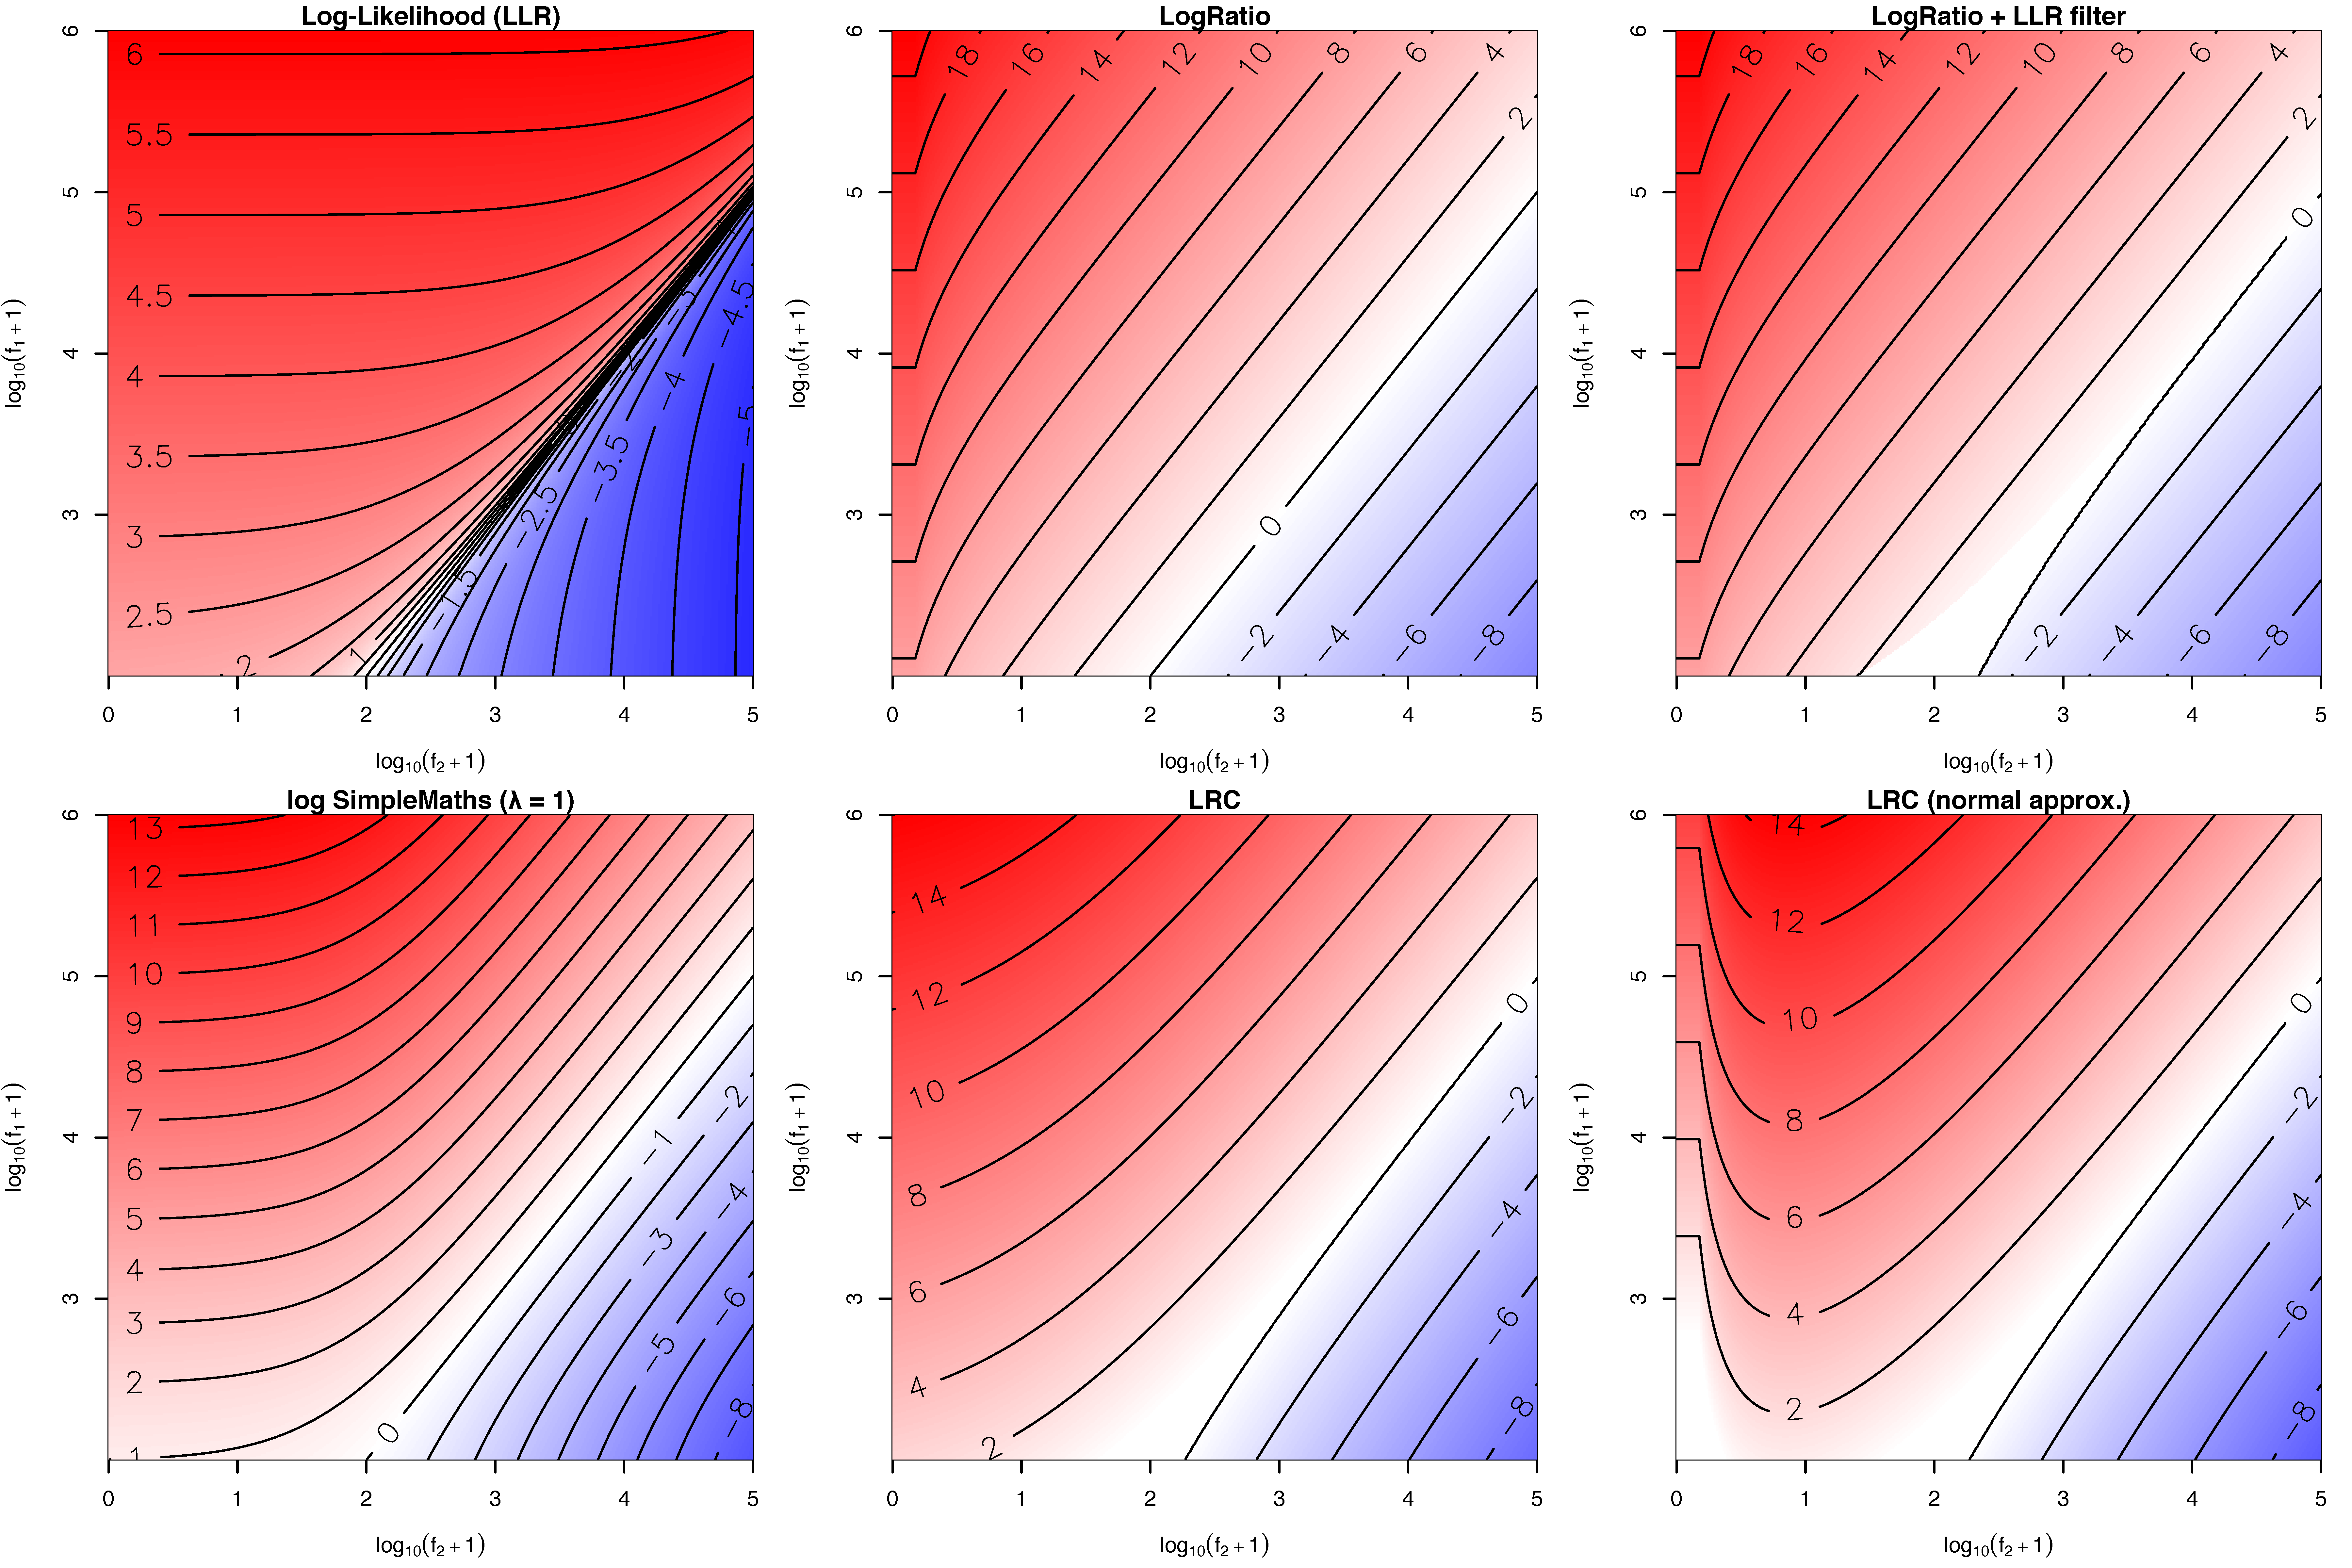 Log-Likelihood (LLR)
6
5.5
5
4.5
4
3.5
3
2.5
2
1
−1.5
−2.5
−3.5
−4
−4.5
−5
log10(f1 + 1)
3 4 5 6
0 1 2 3 4 5
log10(f2 + 1)
LogRatio
18 16 14 12 10 8 6 4
2
0
−2 −4 −6 −8
log10(f1 + 1)
3 4 5 6
0 1 2 3 4 5
log10(f2 + 1)
LogRatio + LLR filter
18 16 14 12 10 8 6 4
2
0
−2 −4 −6 −8
log10(f1 + 1)
3 4 5 6
0 1 2 3 4 5
log10(f2 + 1)
log SimpleMaths (λ = 1)
13
12
11
10
9
8
7
6
5
4
3
2
1
0
−1
−2
−3
−4
−5
−6
−8
log10(f1 + 1)
3 4 5 6
0 1 2 3 4 5
log10(f2 + 1)
LRC
14
12
10
8
6
4
2
0
−2
−4
−6
−8
log10(f1 + 1)
3 4 5 6
0 1 2 3 4 5
log10(f2 + 1)
LRC (normal approx.)
14
12
10
8
6
4
2
0
−2
−4
−6
−8
log10(f1 + 1)
3 4 5 6
0 1 2 3 4 5
log10(f2 + 1)